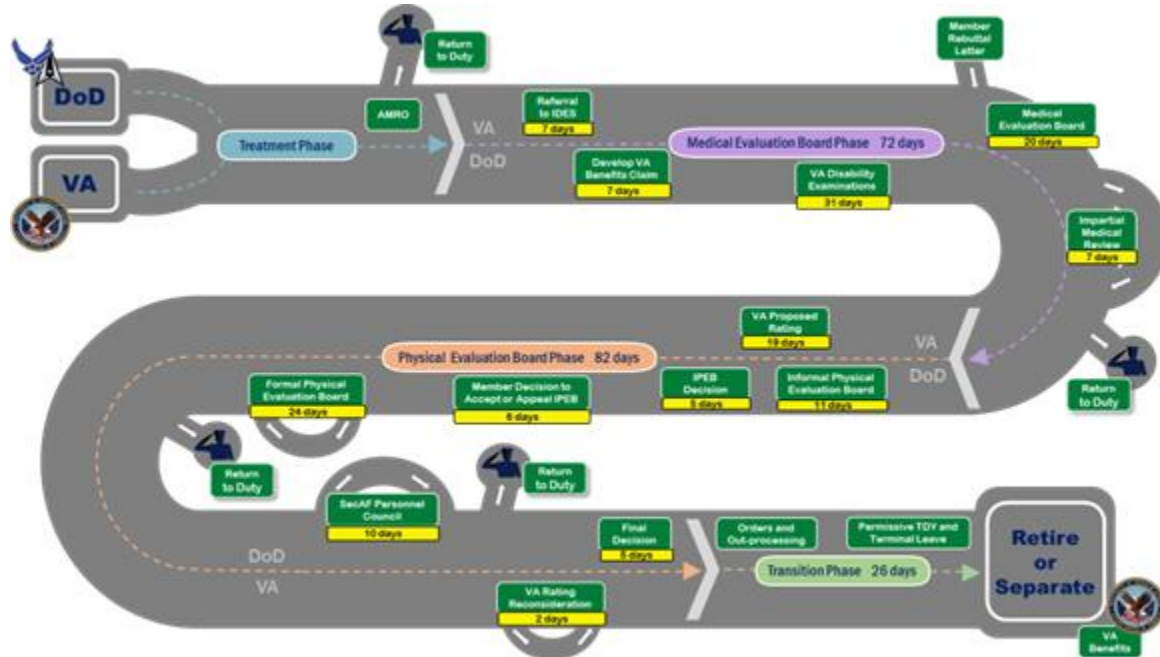 DoD
VA
Treatment Phase
AMRO
Return
to Duty
VA
DoD
Referral
to IDES
7 days
Develop VA
Benefits Claim
7 days
Medical Evaluation Board Phase 72 days
VA Disability
Examinations
31 days
Member
Rebuttal
Letter
Medical
Evaluation Board
20 days
Impartial
Medical
Review
7 days
Return
to Duty
VA
DoD
VA Proposed
Rating
19 days
Informal Physical
Evaluation Board
11 days
IPEB
Decision
5 days
Physical Evaluation Board Phase 82 days
Member Decision to
Accept or Appeal IPEB
6 days
Formal Physical
Evaluation Board
24 days
Return
to Duty
SecAF Personnel
Council
10 days
Return
to Duty
DoD
VA
VA Rating
Reconsideration
2 days
Final
Decision
5 days
Orders and
Out-processing
Permissive TDY and
Terminal Leave
Transition Phase 26 days
Retire
or
Separate
VA
Benefits